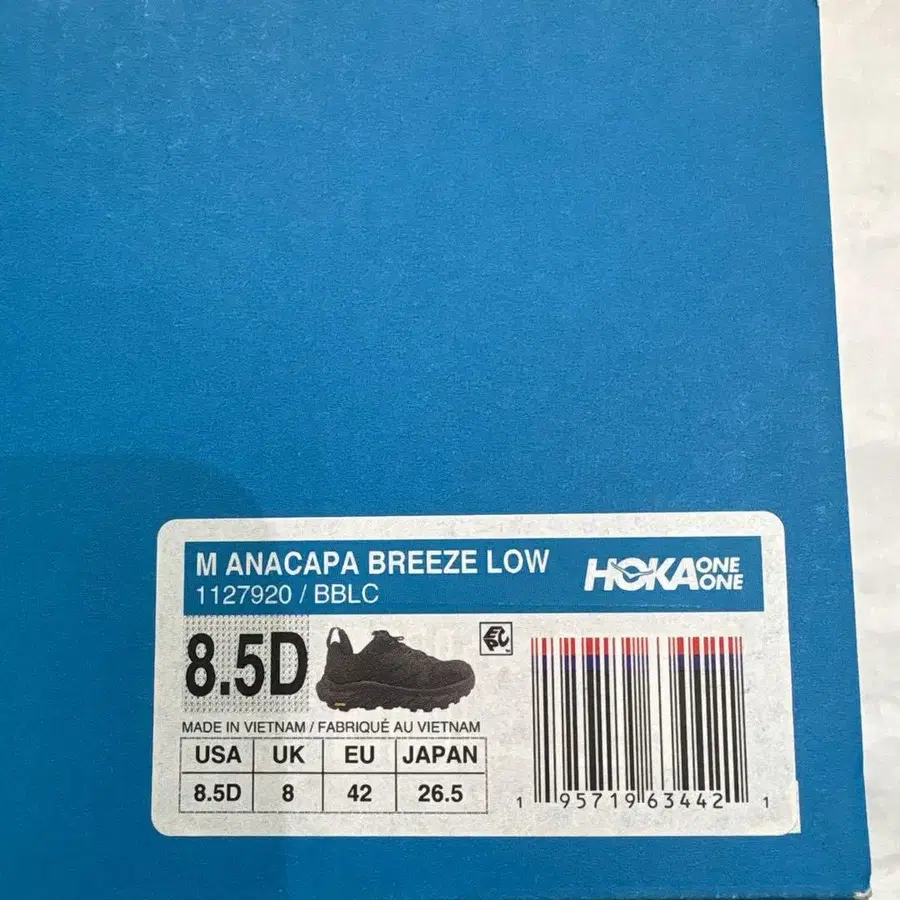 M ANACAPA BREEZE LOW
HOKA ONE ONE
1127920 / BBLC
8.5D
EPC
MADE IN VIETNAM / FABRIQUÉ AU VIETNAM
USA UK EU JAPAN
8.5D 8 42 26.5
1 95719 63442 1